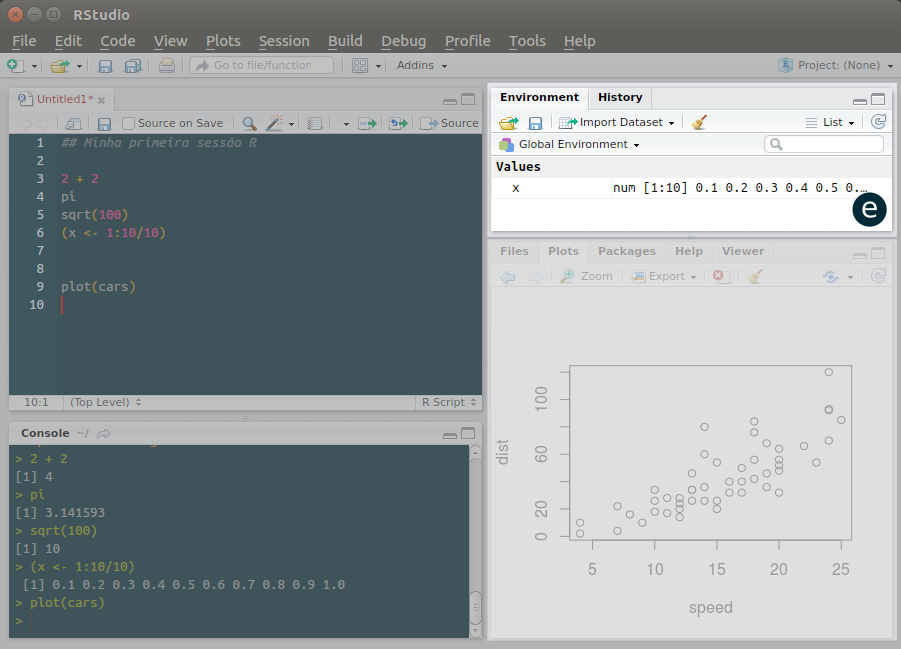 RStudio
File Edit Code View Plots Session Build Debug Profile Tools Help
Go to file/function Addins Project: (None)
Untitled1*
Source on Save Source
1 ## Minha primeira sessão R
2
3 2 + 2
4 pi
5 sqrt(100)
6 (x <- 1:10/10)
7
8
9 plot(cars)
10
10:1 (Top Level) R Script
Console ~/
> 2 + 2
[1] 4
> pi
[1] 3.141593
> sqrt(100)
[1] 10
> (x <- 1:10/10)
[1] 0.1 0.2 0.3 0.4 0.5 0.6 0.7 0.8 0.9 1.0
> plot(cars)
>
Environment History
Import Dataset List
Global Environment
Values
x num [1:10] 0.1 0.2 0.3 0.4 0.5 0.…
e
Files Plots Packages Help Viewer
Zoom Export
dist
100
60
20
0
5 10 15 20 25
speed